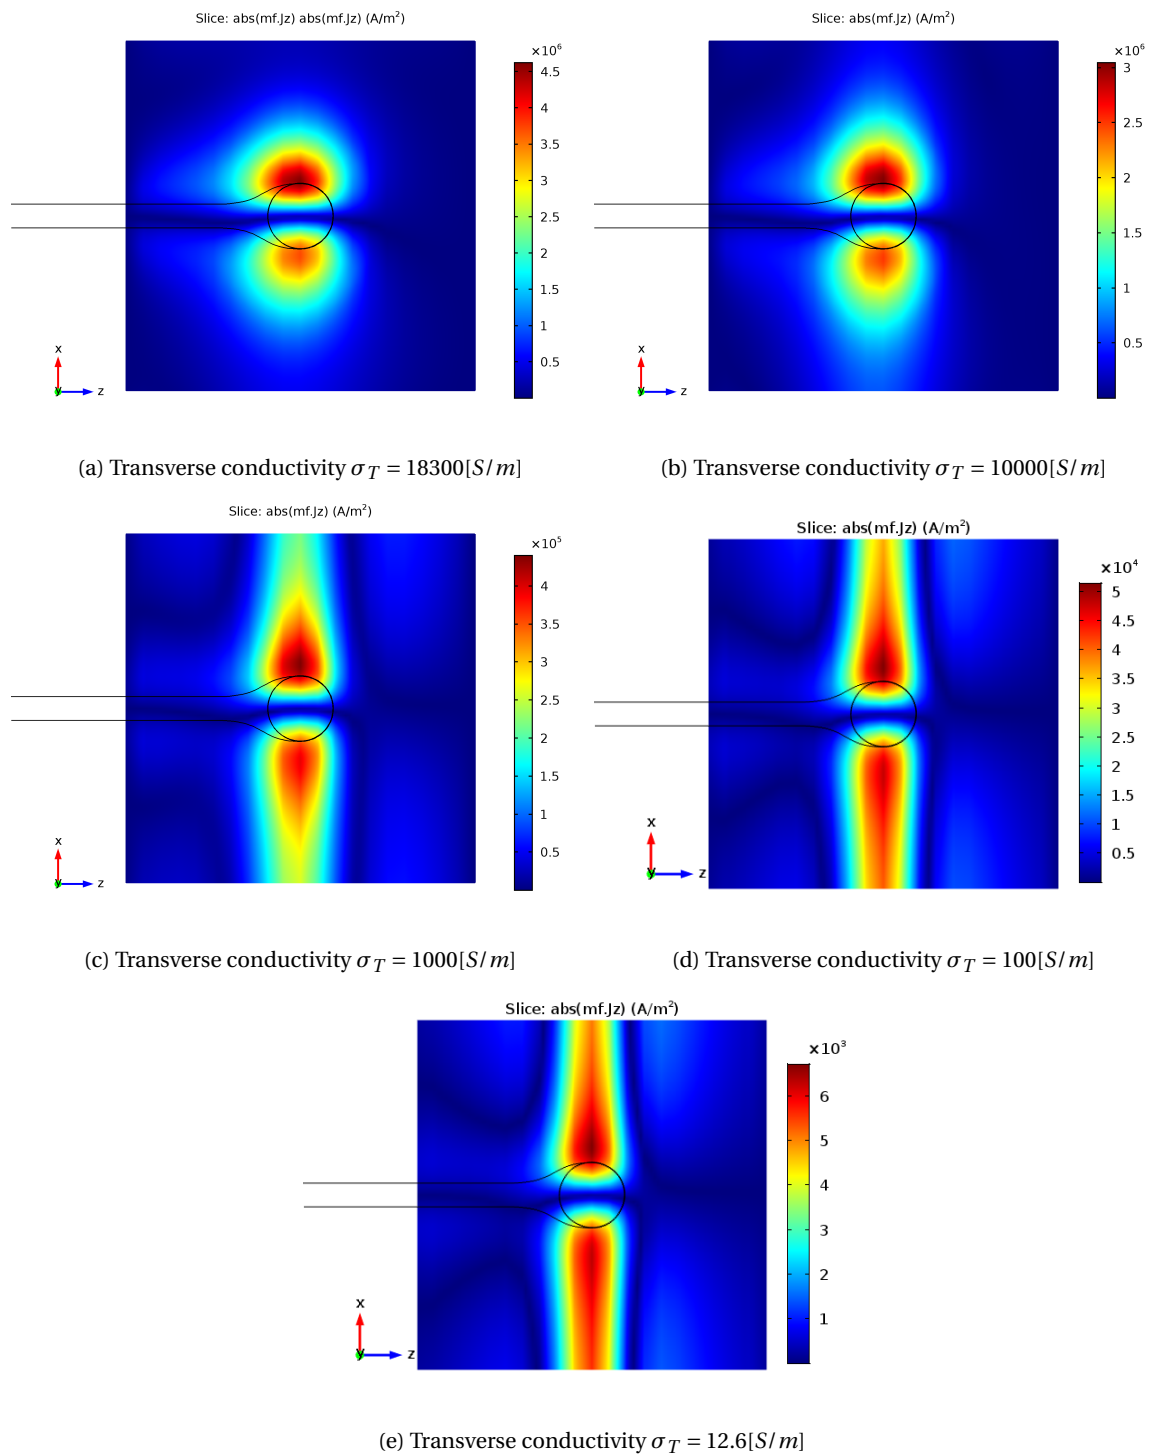 Slice: abs(mf.Jz) abs(mf.Jz) (A/m²)
×10⁶
4.5
4
3.5
3
2.5
2
1.5
1
0.5
x
y
z
(a) Transverse conductivity σ_T = 18300[S/m]
Slice: abs(mf.Jz) (A/m²)
×10⁶
3
2.5
2
1.5
1
0.5
x
y
z
(b) Transverse conductivity σ_T = 10000[S/m]
Slice: abs(mf.Jz) (A/m²)
×10⁵
4
3.5
3
2.5
2
1.5
1
0.5
x
y
z
(c) Transverse conductivity σ_T = 1000[S/m]
Slice: abs(mf.Jz) (A/m²)
×10⁴
5
4.5
4
3.5
3
2.5
2
1.5
1
0.5
x
y
z
(d) Transverse conductivity σ_T = 100[S/m]
Slice: abs(mf.Jz) (A/m²)
×10³
6
5
4
3
2
1
x
y
z
(e) Transverse conductivity σ_T = 12.6[S/m]